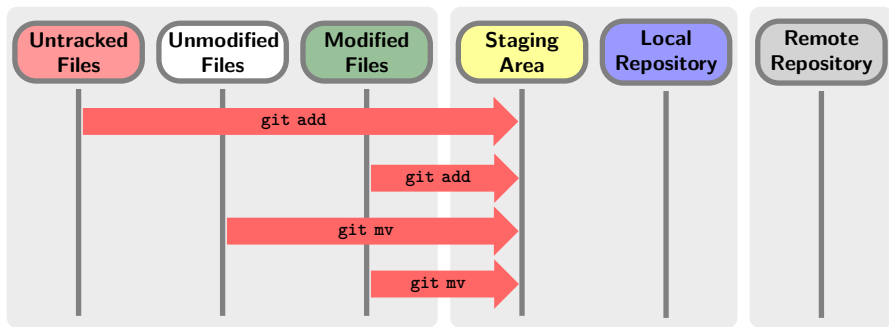 Untracked
Files
Unmodified
Files
Modified
Files
Staging
Area
Local
Repository
Remote
Repository
git add
git add
git mv
git mv